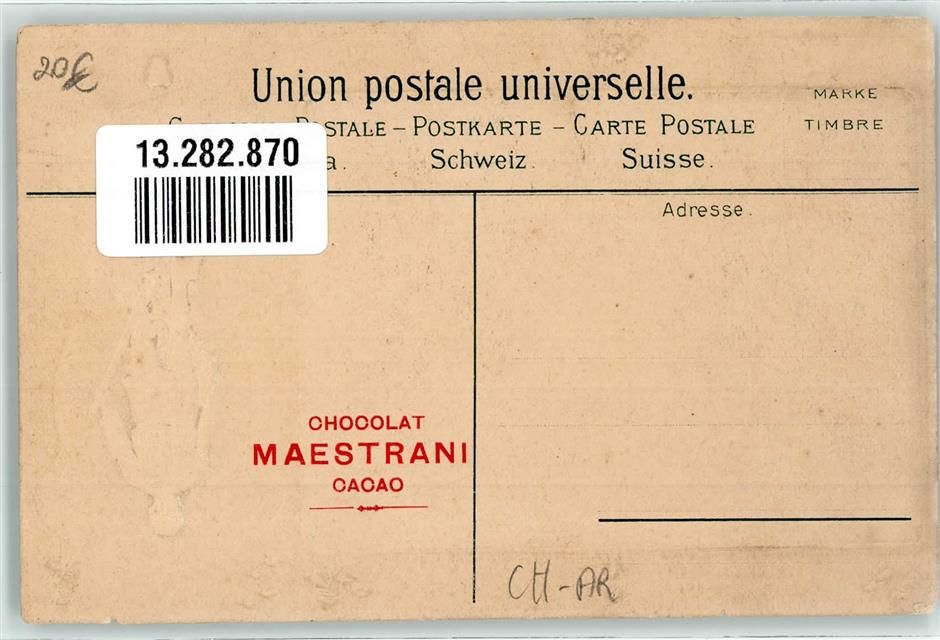 20€
Union postale universelle.
MARKE
POSTALE – POSTKARTE – CARTE POSTALE
TIMBRE
13.282.870
a. Schweiz. Suisse.
Adresse.
CHOCOLAT
MAESTRANI
CACAO
CH-AR